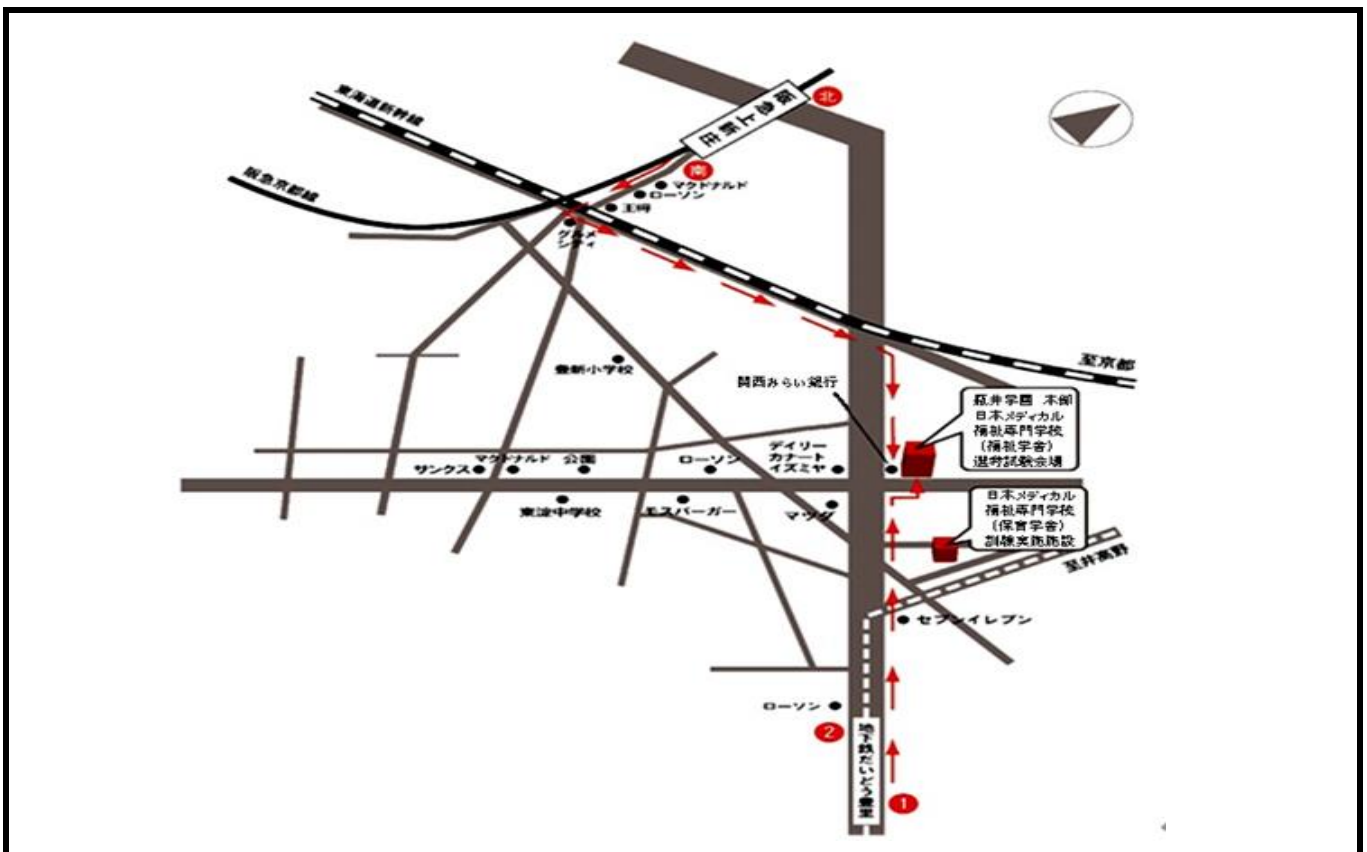 北
阪急上新庄
東海道新幹線
南
マクドナルド
ローソン
阪急京都線
王将
グルメ
シティ
豊新小学校
至京都
関西みらい銀行
瓶井学園 本部
日本メディカル
福祉専門学校
(福祉学舎)
選考試験会場
デイリー
カナート
イズミヤ
サンクス
マクドナルド
公園
ローソン
東淀中学校
モスバーガー
マツダ
日本メディカル
福祉専門学校
(保育学舎)
訓練実施施設
至井高野
セブンイレブン
ローソン
2
地下鉄だいどう豊里
1